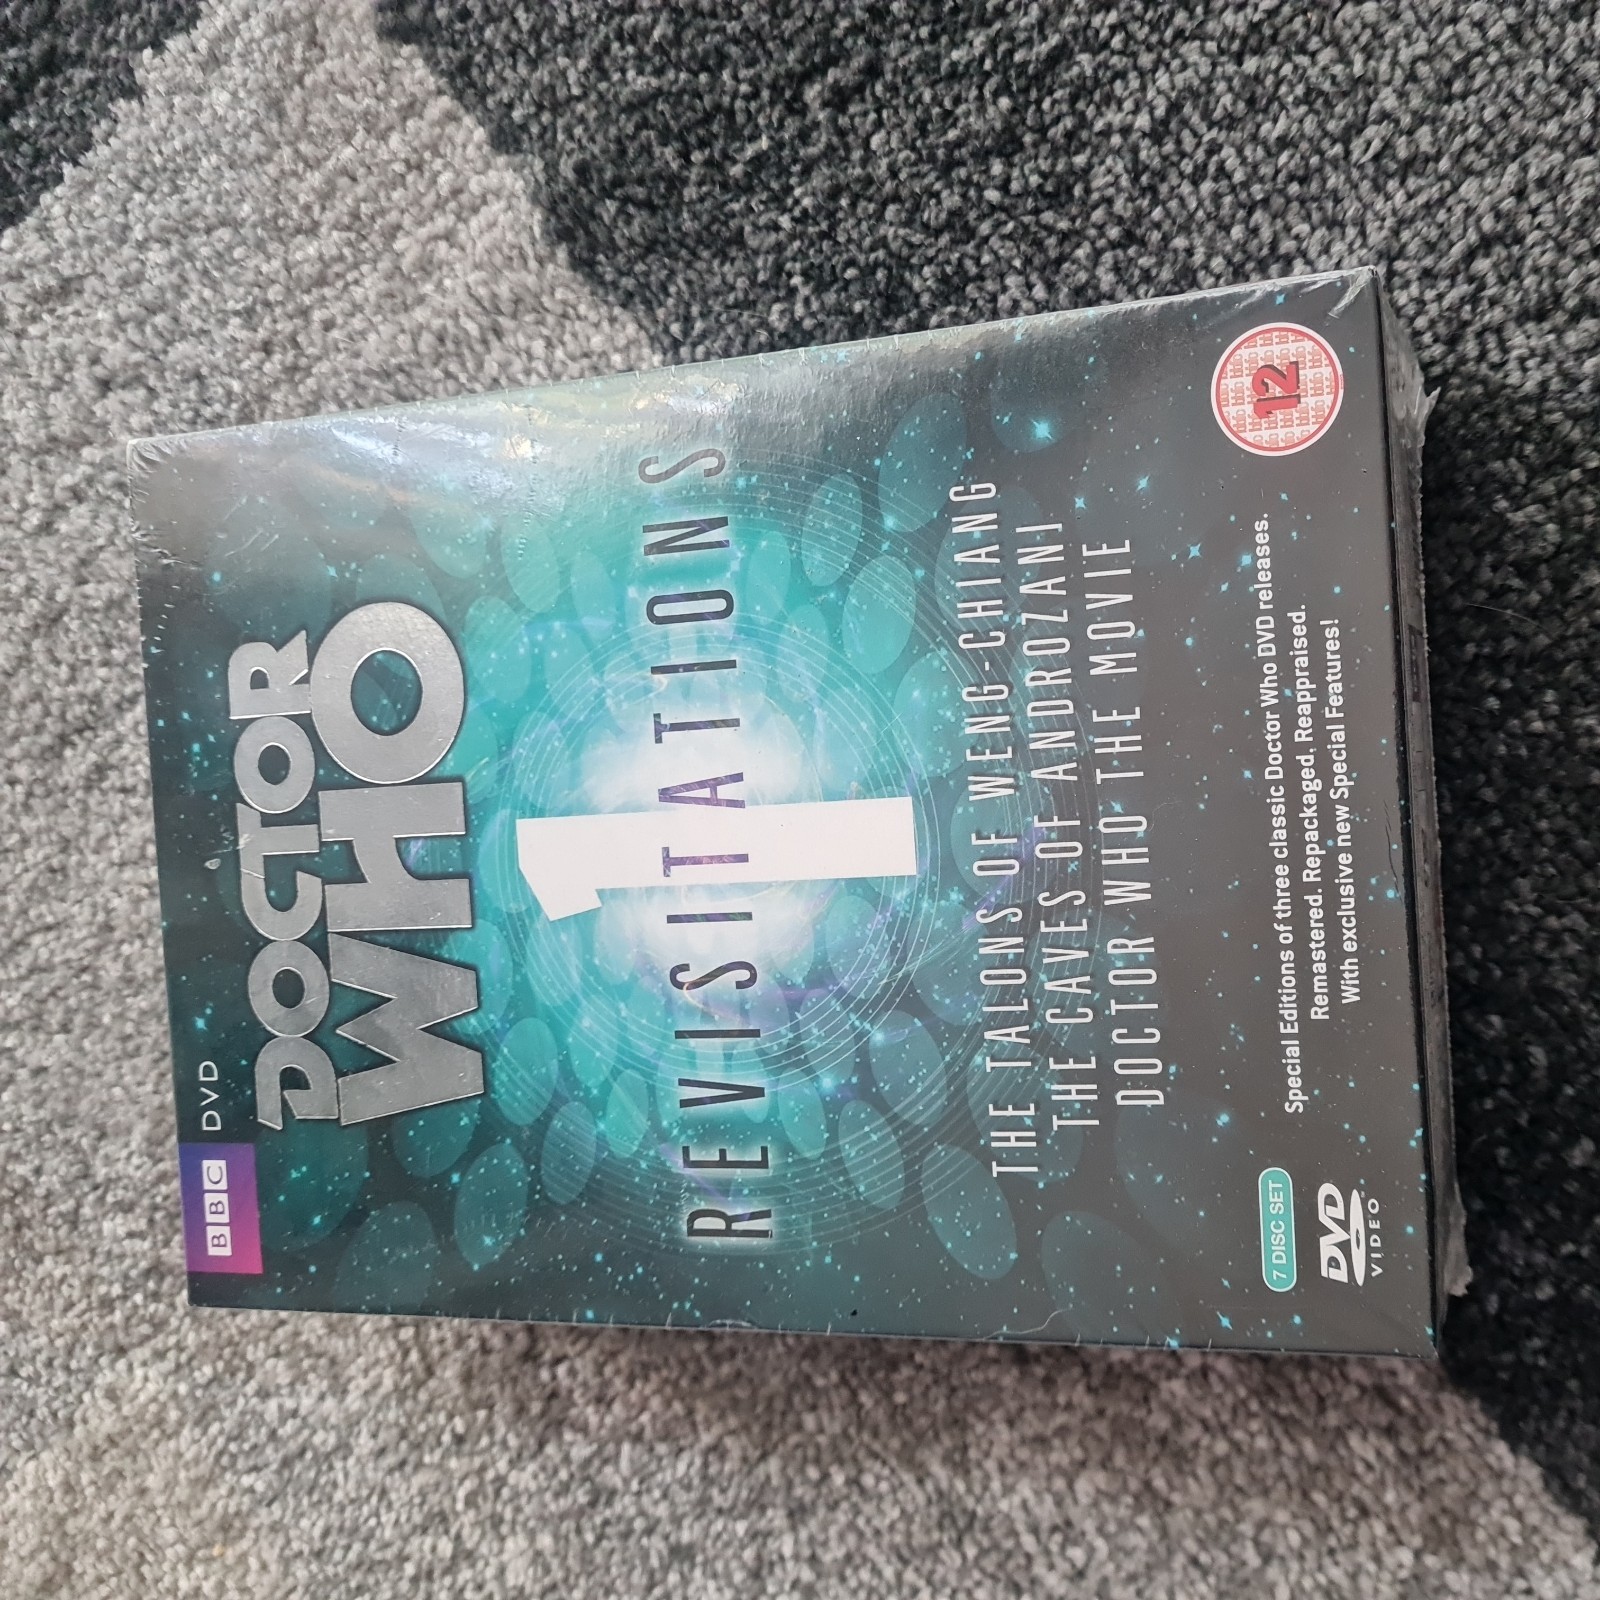 BBC DVD
DOCTOR
WHO
1
REVISITATIONS
THE TALONS OF WENG-CHIANG
THE CAVES OF ANDROZANI
DOCTOR WHO THE MOVIE
7 DISC SET
Special Editions of three classic Doctor Who DVD releases.
Remastered. Repackaged. Reappraised.
With exclusive new Special Features!
DVD
VIDEO
12